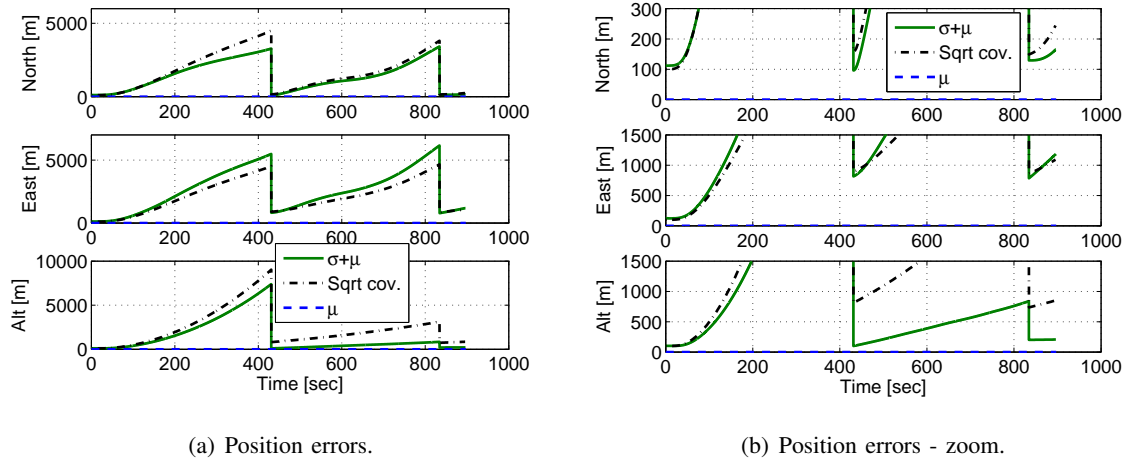 North [m]
5000
0
0 200 400 600 800 1000
East [m]
5000
0
0 200 400 600 800 1000
Alt [m]
10000
5000
0
0 200 400 600 800 1000
Time [sec]
σ+μ
Sqrt cov.
μ
(a) Position errors.
North [m]
300
200
100
0
0 200 400 600 800 1000
σ+μ
Sqrt cov.
μ
East [m]
1500
1000
500
0
0 200 400 600 800 1000
Alt [m]
1500
1000
500
0
0 200 400 600 800 1000
Time [sec]
(b) Position errors - zoom.